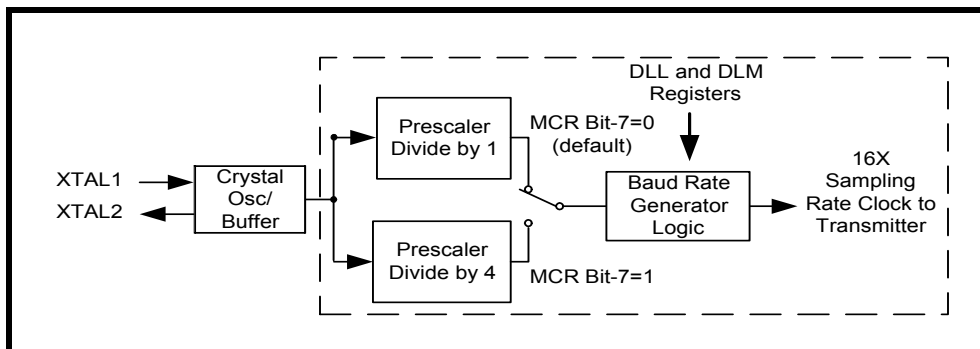 DLL and DLM
Registers
Prescaler
Divide by 1
MCR Bit-7=0
(default)
XTAL1
XTAL2
Crystal
Osc/
Buffer
Baud Rate
Generator
Logic
16X
Sampling
Rate Clock to
Transmitter
Prescaler
Divide by 4
MCR Bit-7=1